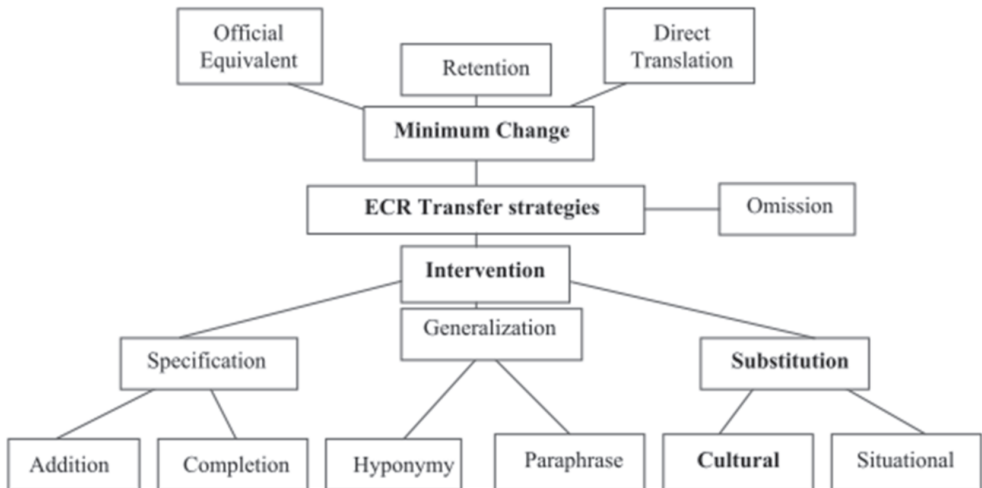 Official
Equivalent
Retention
Direct
Translation
Minimum Change
ECR Transfer strategies
Omission
Intervention
Generalization
Specification
Substitution
Addition
Completion
Hyponymy
Paraphrase
Cultural
Situational